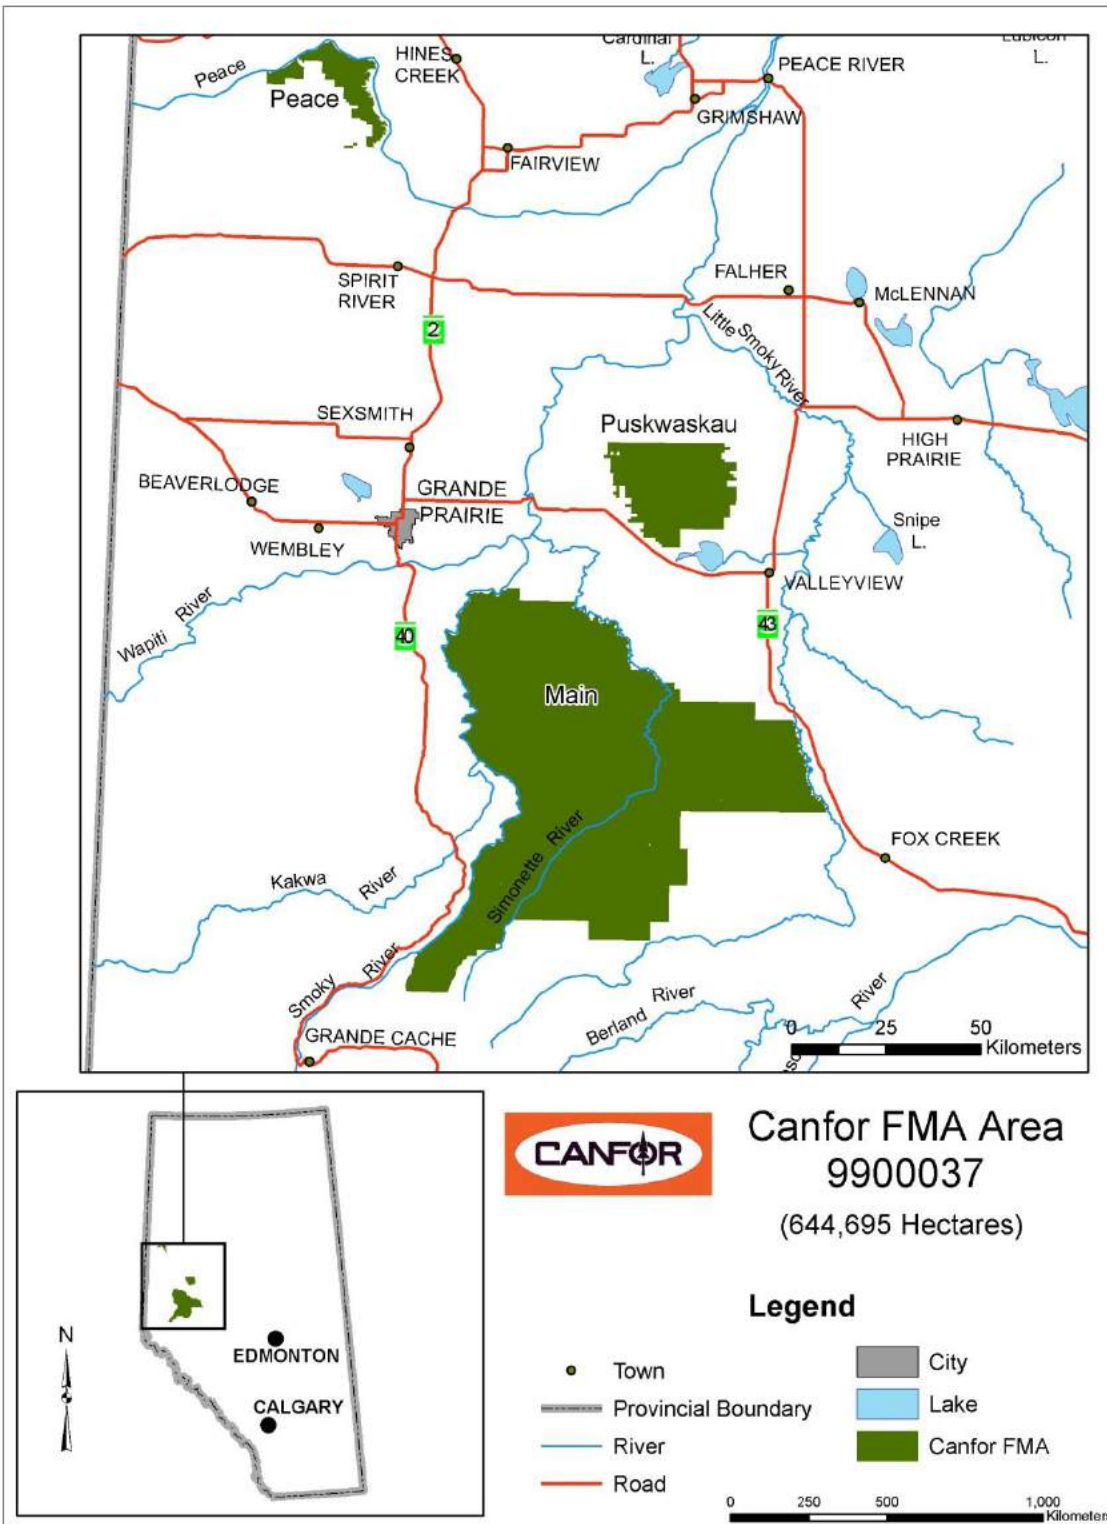 Cardinal
L.
Lubicon
L.
HINES
CREEK
PEACE RIVER
Peace
Peace
GRIMSHAW
FAIRVIEW
SPIRIT
RIVER
FALHER
McLENNAN
2
Little Smoky River
SEXSMITH
Puskwaskau
HIGH
PRAIRIE
BEAVERLODGE
GRANDE
PRAIRIE
WEMBLEY
Snipe
L.
VALLEYVIEW
Wapiti River
40
43
Main
FOX CREEK
Kakwa River
Simonette River
Smoky River
Berland River
River
GRANDE CACHE
0 25 50
Kilometers
CANFOR
Canfor FMA Area
9900037
(644,695 Hectares)
N
EDMONTON
CALGARY
Legend
Town
Provincial Boundary
River
Road
City
Lake
Canfor FMA
0 250 500 1,000
Kilometers